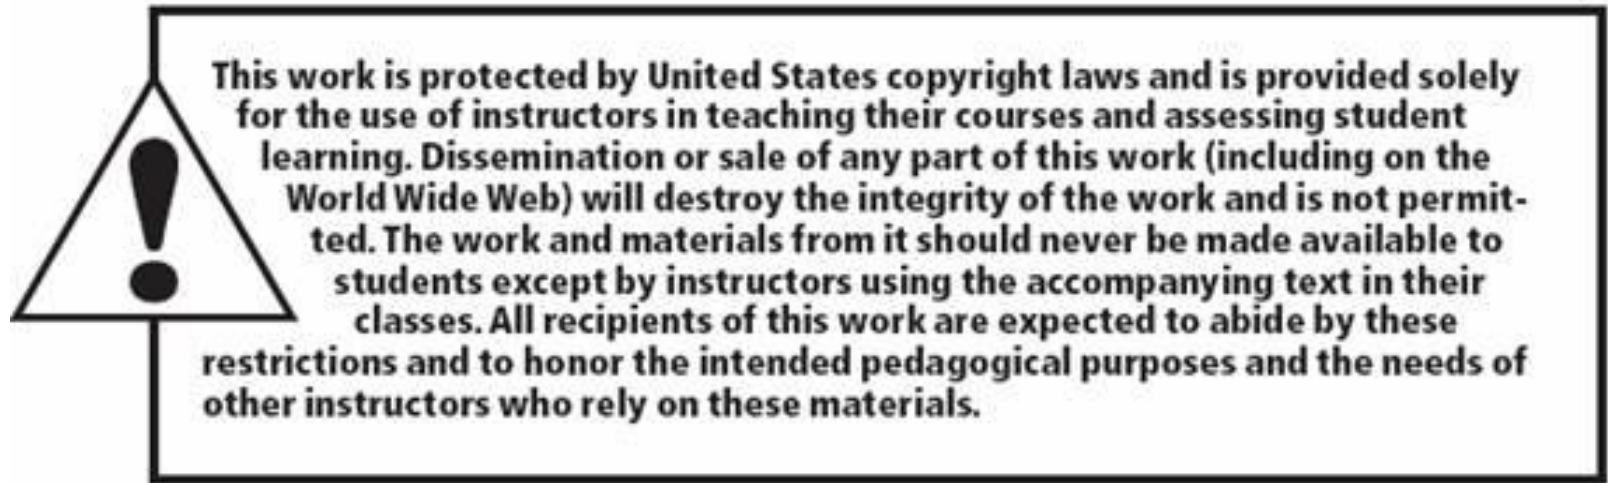 This work is protected by United States copyright laws and is provided solely
for the use of instructors in teaching their courses and assessing student
learning. Dissemination or sale of any part of this work (including on the
World Wide Web) will destroy the integrity of the work and is not permit-
ted. The work and materials from it should never be made available to
students except by instructors using the accompanying text in their
classes. All recipients of this work are expected to abide by these
restrictions and to honor the intended pedagogical purposes and the needs of
other instructors who rely on these materials.